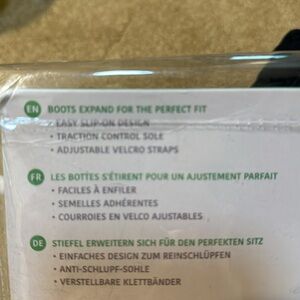 EN BOOTS EXPAND FOR THE PERFECT FIT
• EASY SLIP-ON DESIGN
• TRACTION CONTROL SOLE
• ADJUSTABLE VELCRO STRAPS
FR LES BOTTES S'ÉTIRENT POUR UN AJUSTEMENT PARFAIT
• FACILES À ENFILER
• SEMELLES ADHÉRENTES
• COURROIES EN VELCO AJUSTABLES
DE STIEFEL ERWEITERN SICH FÜR DEN PERFEKTEN SITZ
• EINFACHES DESIGN ZUM REINSCHLÜPFEN
• ANTI-SCHLUPF-SOHLE
• VERSTELLBARE KLETTBÄNDER